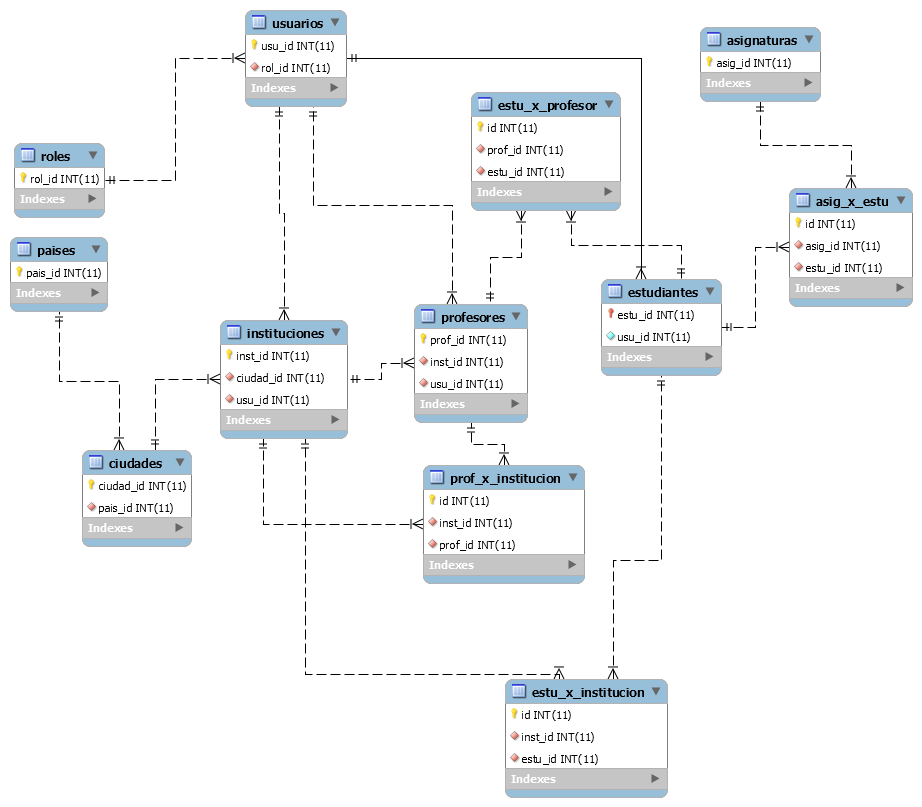 usuarios
usu_id INT(11)
rol_id INT(11)
Indexes
asignaturas
asig_id INT(11)
Indexes
estu_x_profesor
id INT(11)
prof_id INT(11)
estu_id INT(11)
Indexes
roles
rol_id INT(11)
Indexes
asig_x_estu
id INT(11)
asig_id INT(11)
estu_id INT(11)
Indexes
paises
pais_id INT(11)
Indexes
estudiantes
estu_id INT(11)
usu_id INT(11)
Indexes
instituciones
inst_id INT(11)
ciudad_id INT(11)
usu_id INT(11)
Indexes
profesores
prof_id INT(11)
inst_id INT(11)
usu_id INT(11)
Indexes
ciudades
ciudad_id INT(11)
pais_id INT(11)
Indexes
prof_x_institucion
id INT(11)
inst_id INT(11)
prof_id INT(11)
Indexes
estu_x_institucion
id INT(11)
inst_id INT(11)
estu_id INT(11)
Indexes